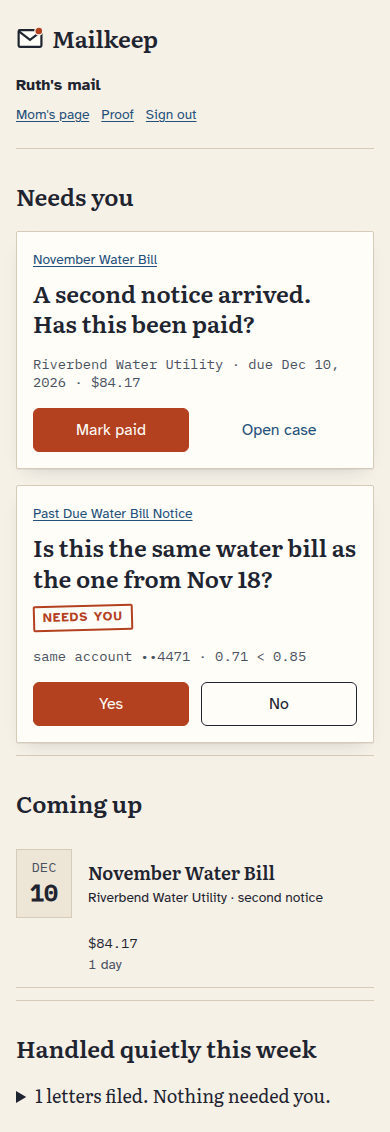 Mailkeep
Ruth's mail
Mom's page Proof Sign out
Needs you
November Water Bill
A second notice arrived.
Has this been paid?
Riverbend Water Utility · due Dec 10,
2026 · $84.17
Mark paid Open case
Past Due Water Bill Notice
Is this the same water bill as
the one from Nov 18?
NEEDS YOU
same account ••4471 · 0.71 < 0.85
Yes No
Coming up
DEC
10
November Water Bill
Riverbend Water Utility · second notice
$84.17
1 day
Handled quietly this week
1 letters filed. Nothing needed you.